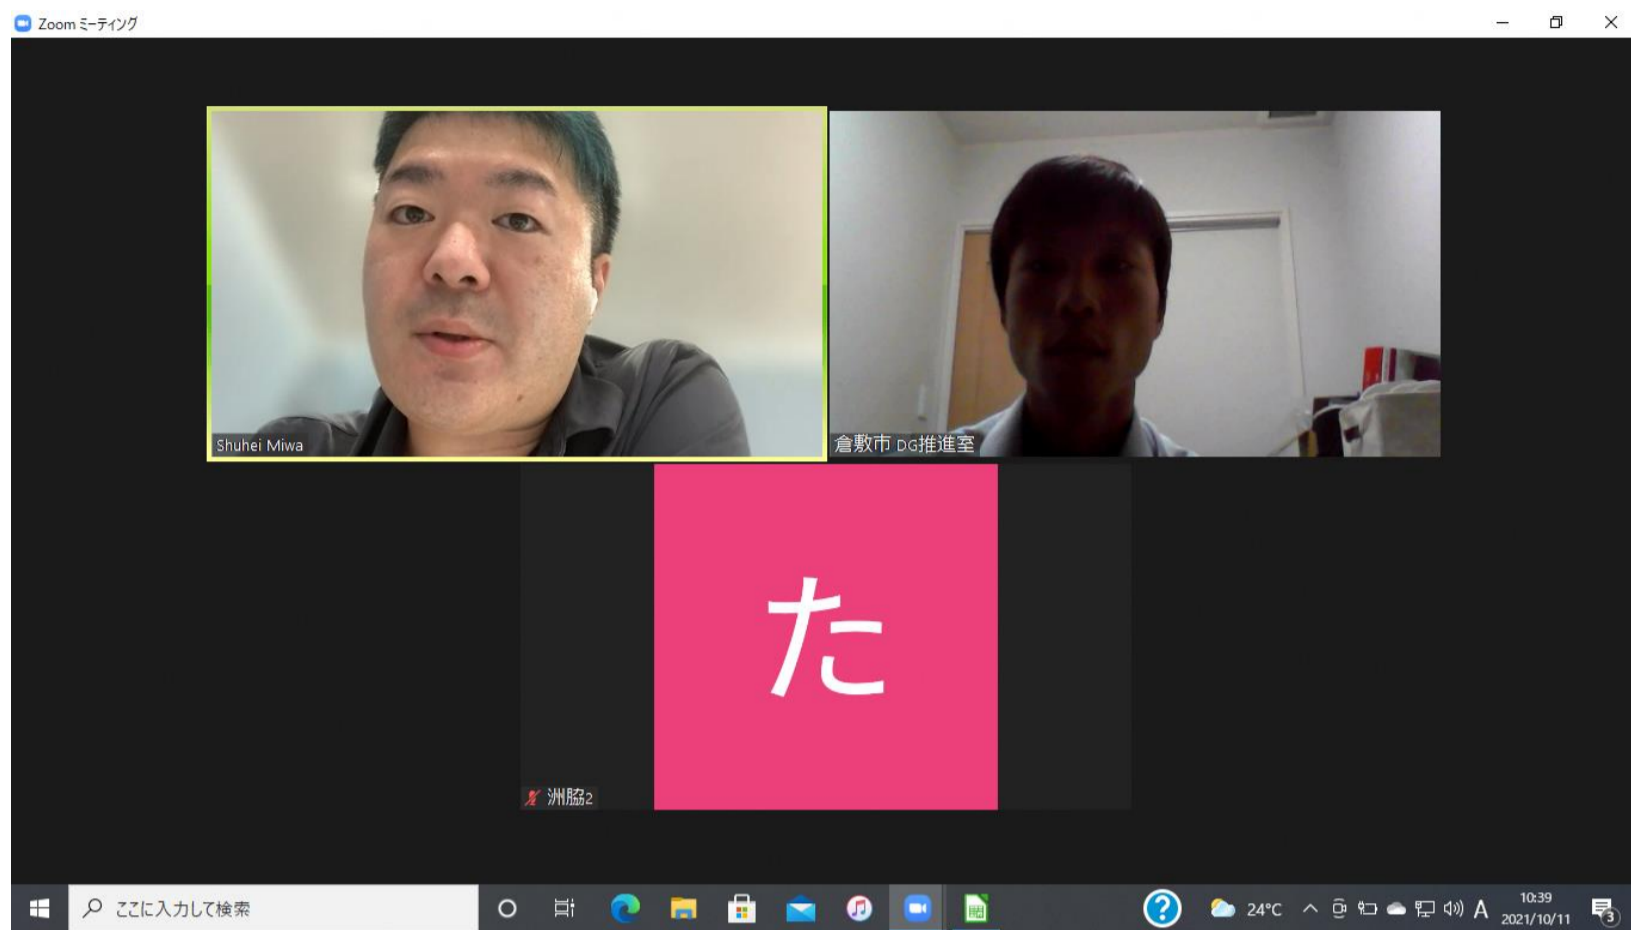 Zoom ミーティング
Shuhei Miwa
倉敷市 DG推進室
た
洲脇2
ここに入力して検索
24°C
A
10:39
2021/10/11
3